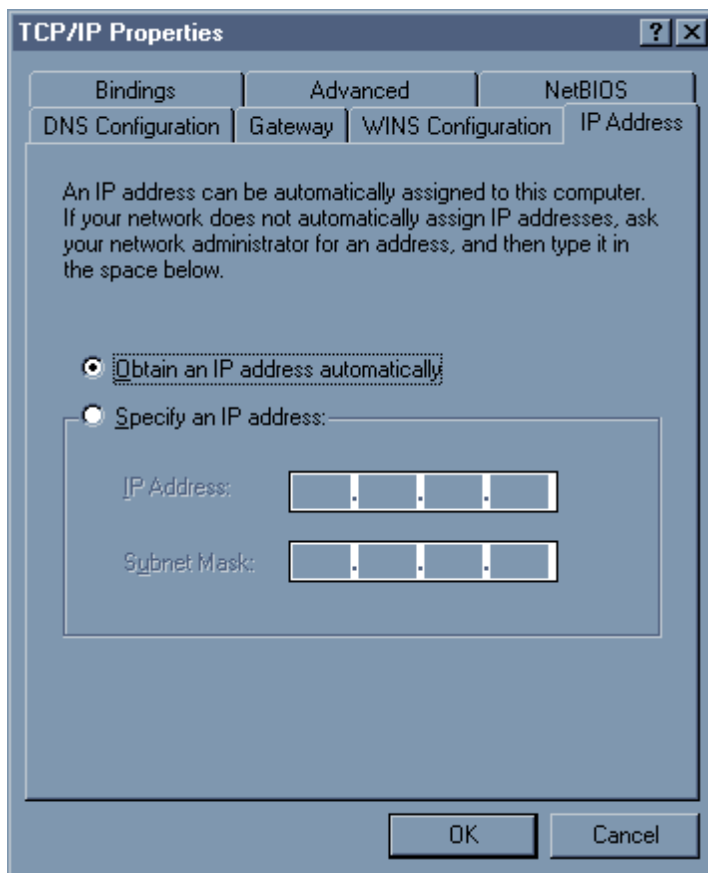 TCP/IP Properties
Bindings Advanced NetBIOS
DNS Configuration Gateway WINS Configuration IP Address
An IP address can be automatically assigned to this computer.
If your network does not automatically assign IP addresses, ask
your network administrator for an address, and then type it in
the space below.
Obtain an IP address automatically
Specify an IP address:
IP Address:
. . .
Subnet Mask:
. . .
OK Cancel